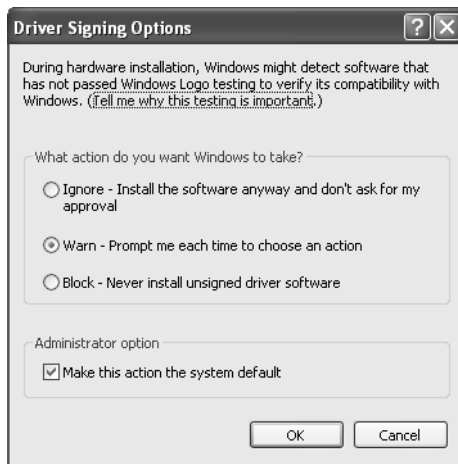 Driver Signing Options
During hardware installation, Windows might detect software that
has not passed Windows Logo testing to verify its compatibility with
Windows. (Tell me why this testing is important.)
What action do you want Windows to take?
Ignore - Install the software anyway and don't ask for my
approval
Warn - Prompt me each time to choose an action
Block - Never install unsigned driver software
Administrator option
Make this action the system default
OK Cancel